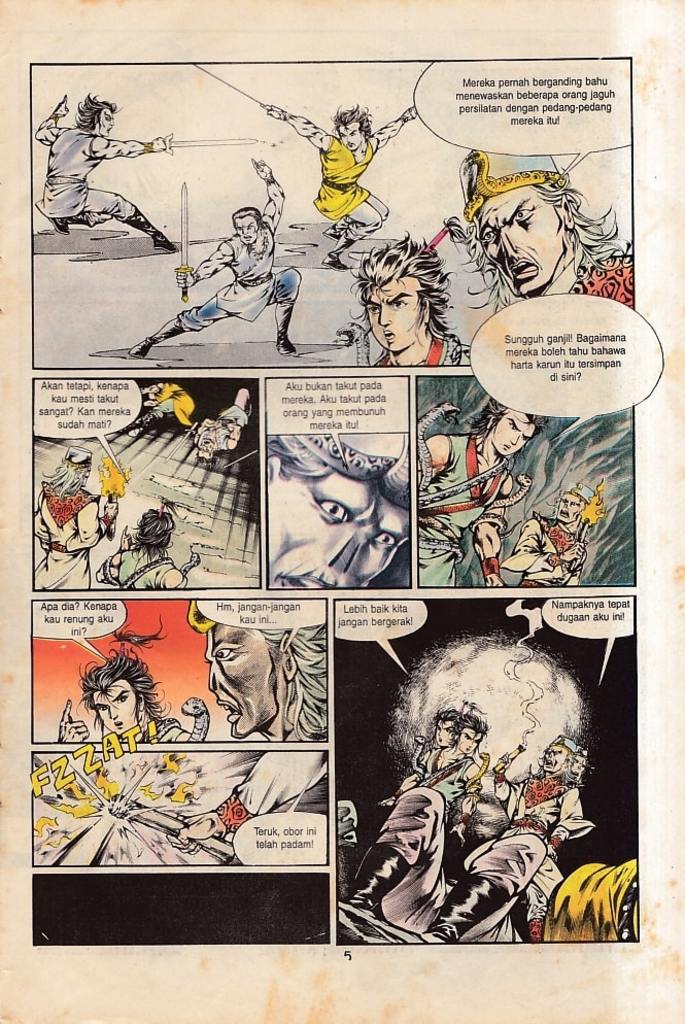 Mereka pernah berganding bahu
menewaskan beberapa orang jaguh
persilatan dengan pedang-pedang
mereka itu!
Sungguh ganjil! Bagaimana
mereka boleh tahu bahawa
harta karun itu tersimpan
di sini?
Akan tetapi, kenapa
kau mesti takut
sangat? Kan mereka
sudah mati?
Aku bukan takut pada
mereka. Aku takut pada
orang yang membunuh
mereka itu!
Apa dia? Kenapa
kau renung aku
ini?
Hm, jangan-jangan
kau ini...
FZZAT!
Teruk, obor ini
telah padam!
Lebih baik kita
jangan bergerak!
Nampaknya tepat
dugaan aku ini!
5